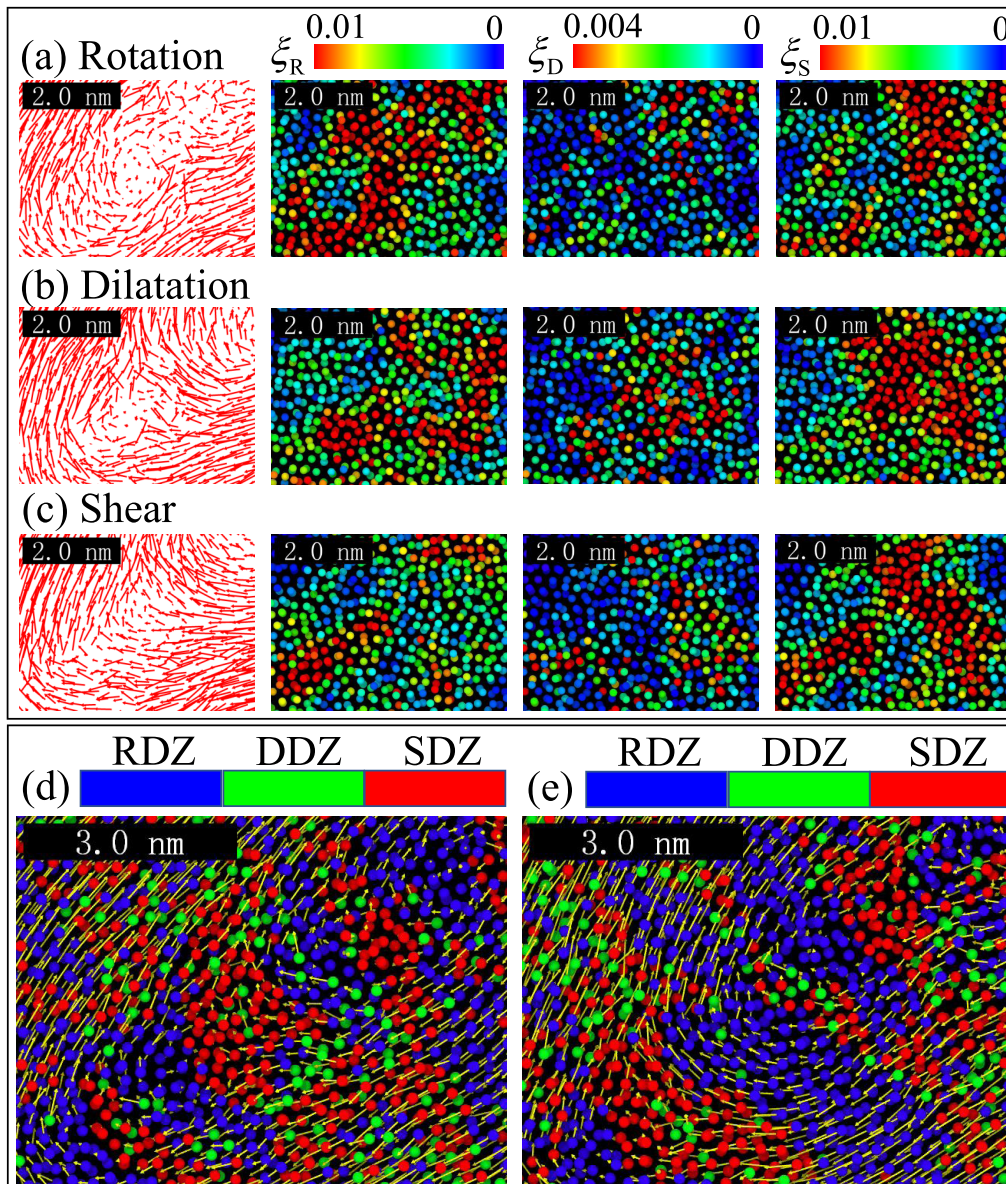 0.01 0 0.004 0 0.01 0
(a) Rotation ξR ξD ξS
2.0 nm 2.0 nm 2.0 nm 2.0 nm
(b) Dilatation
2.0 nm 2.0 nm 2.0 nm 2.0 nm
(c) Shear
2.0 nm 2.0 nm 2.0 nm 2.0 nm
RDZ DDZ SDZ RDZ DDZ SDZ
(d) (e)
3.0 nm 3.0 nm